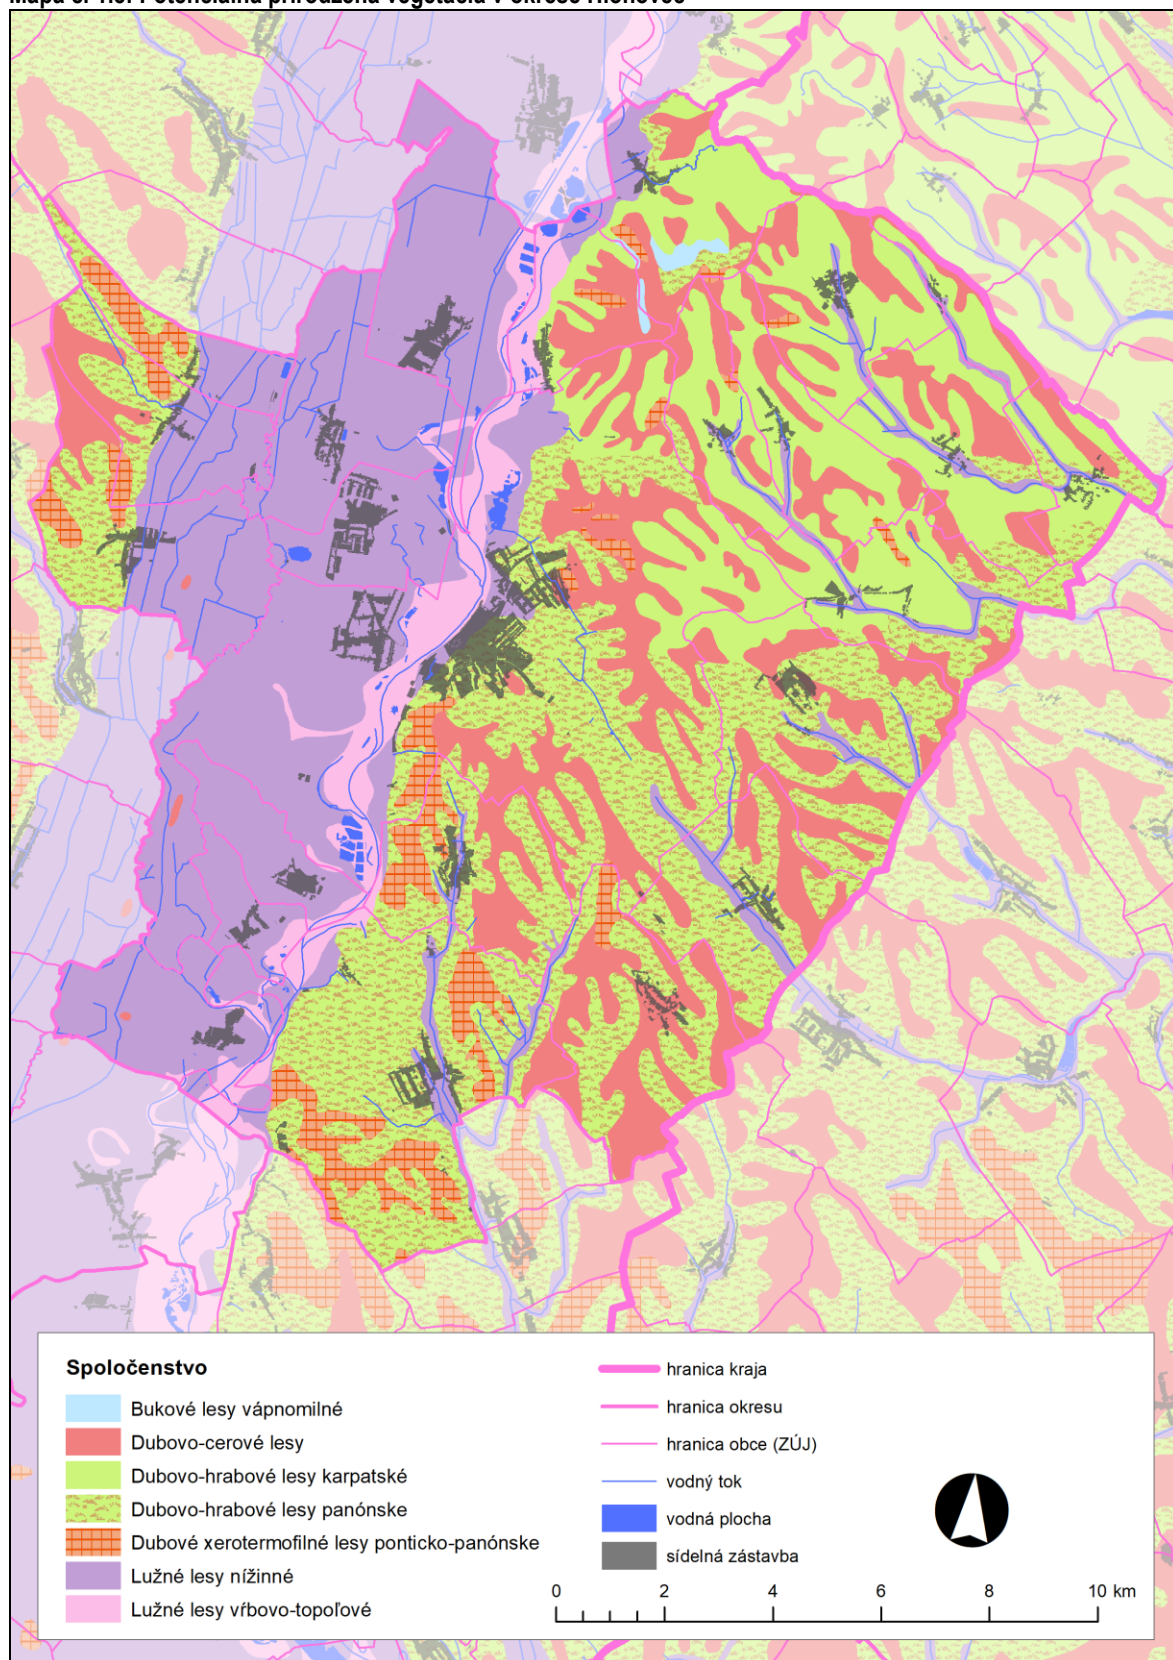 Spoločenstvo
Bukové lesy vápnomilné
Dubovo-cerové lesy
Dubovo-hrabové lesy karpatské
Dubovo-hrabové lesy panónske
Dubové xerotermofilné lesy ponticko-panónske
Lužné lesy nížinné
Lužné lesy vŕbovo-topoľové
hranica kraja
hranica okresu
hranica obce (ZÚJ)
vodný tok
vodná plocha
sídelná zástavba
0 2 4 6 8 10 km